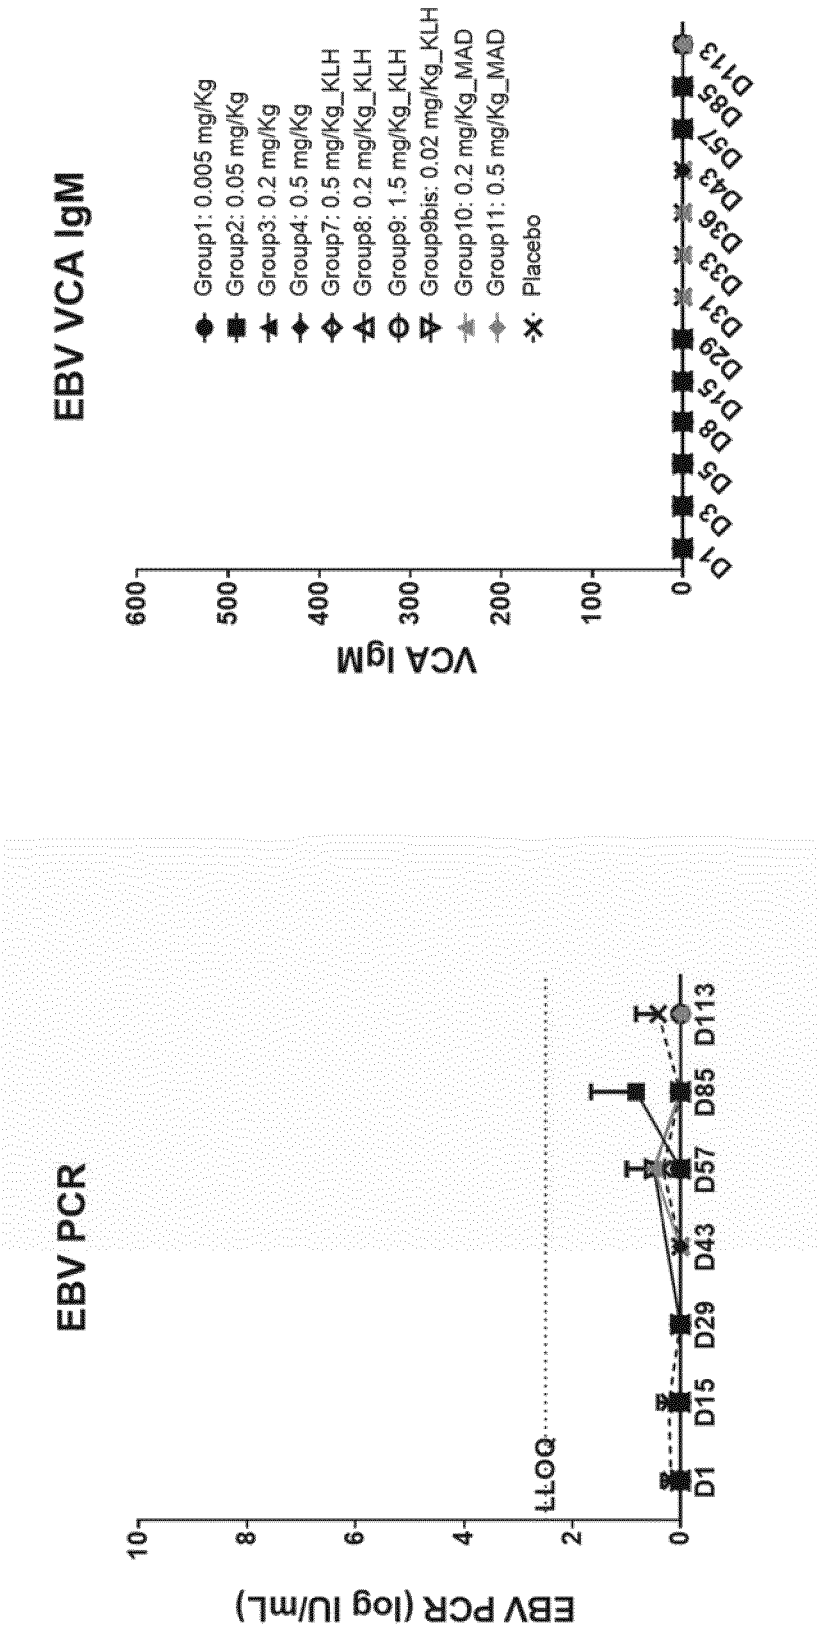 EBV PCR
EBV PCR (log IU/mL)
10
8
6
4
2
0
LLOQ
D1 D15 D29 D43 D57 D85 D113
EBV VCA IgM
VCA IgM
600
500
400
300
200
100
0
D1 D3 D5 D8 D15 D29 D31 D33 D36 D43 D57 D85 D113
Group1: 0.005 mg/Kg
Group2: 0.05 mg/Kg
Group3: 0.2 mg/Kg
Group4: 0.5 mg/Kg
Group7: 0.5 mg/Kg_KLH
Group8: 0.2 mg/Kg_KLH
Group9: 1.5 mg/Kg_KLH
Group9bis: 0.02 mg/Kg_KLH
Group10: 0.2 mg/Kg_MAD
Group11: 0.5 mg/Kg_MAD
Placebo